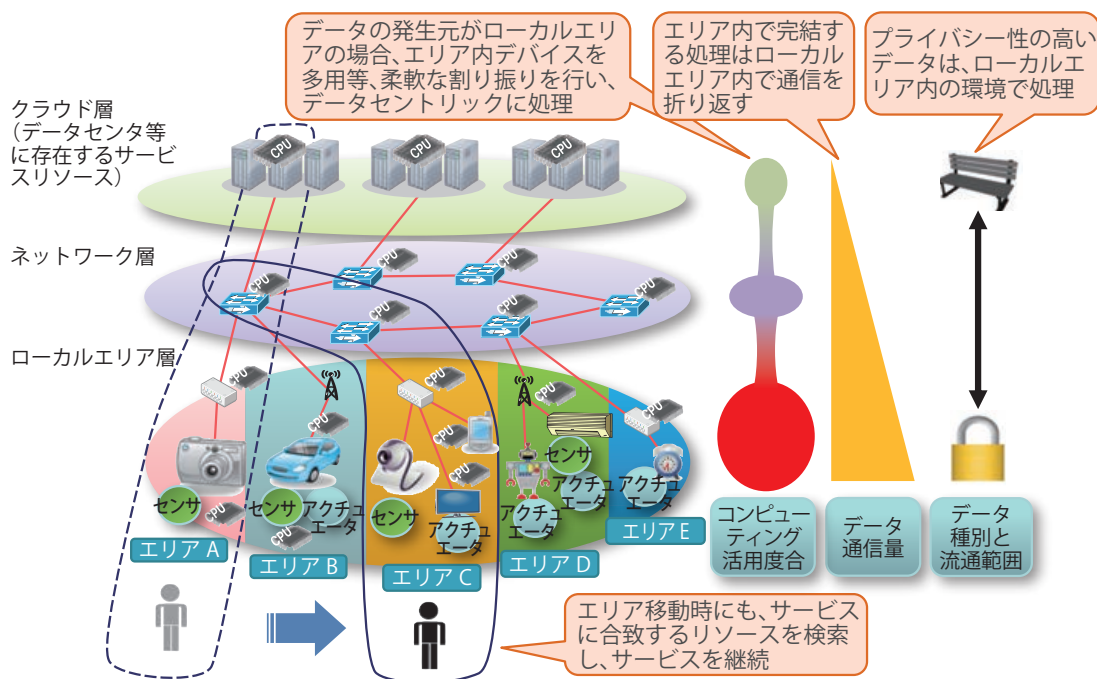 データの発生元がローカルエリ
アの場合、エリア内デバイスを
多用等、柔軟な割り振りを行い、
データセントリックに処理
エリア内で完結す
る処理はローカル
エリア内で通信を
折り返す
プライバシー性の高い
データは、ローカルエ
リア内の環境で処理
クラウド層
(データセンタ等
に存在するサービ
スリソース)
CPU
CPU
CPU
ネットワーク層
CPU
CPU
CPU
CPU
CPU
CPU
ローカルエリア層
CPU
CPU
CPU
CPU
CPU
CPU
CPU
CPU
CPU
センサ
センサ
アクチュ
エータ
センサ
アクチュ
エータ
センサ
アクチュ
エータ
アクチュ
エータ
アクチュ
エータ
エリア A
エリア B
エリア C
エリア D
エリア E
コンピュー
ティング
活用度合
データ
通信量
データ
種別と
流通範囲
エリア移動時にも、サービス
に合致するリソースを検索
し、サービスを継続